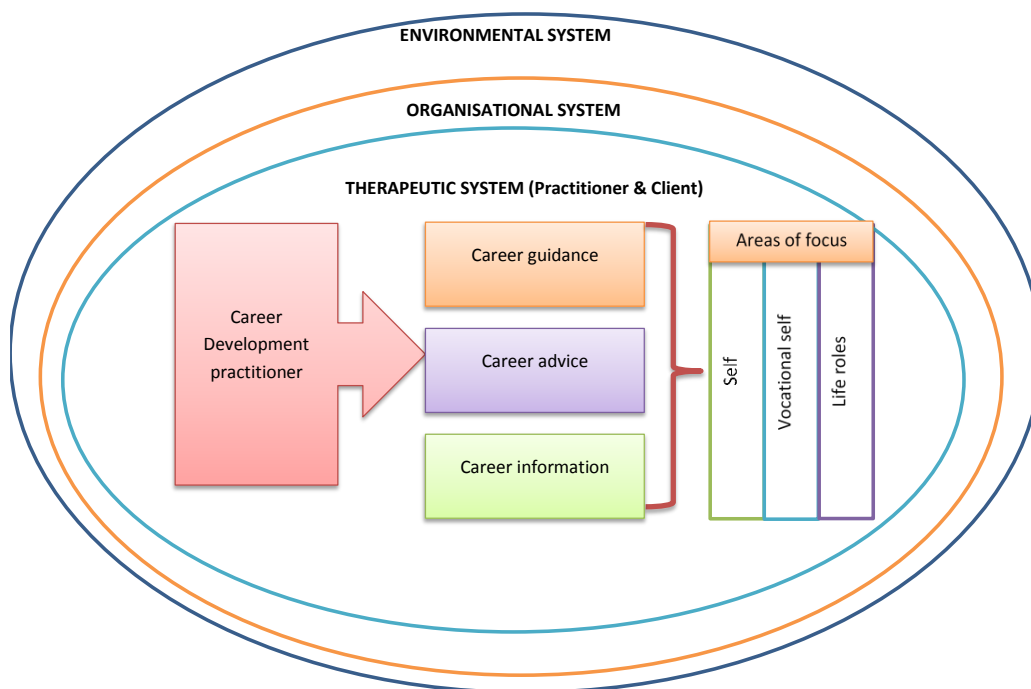 ENVIRONMENTAL SYSTEM
ORGANISATIONAL SYSTEM
THERAPEUTIC SYSTEM (Practitioner & Client)
Career
Development
practitioner
Career guidance
Career advice
Career information
Areas of focus
Self
Vocational self
Life roles